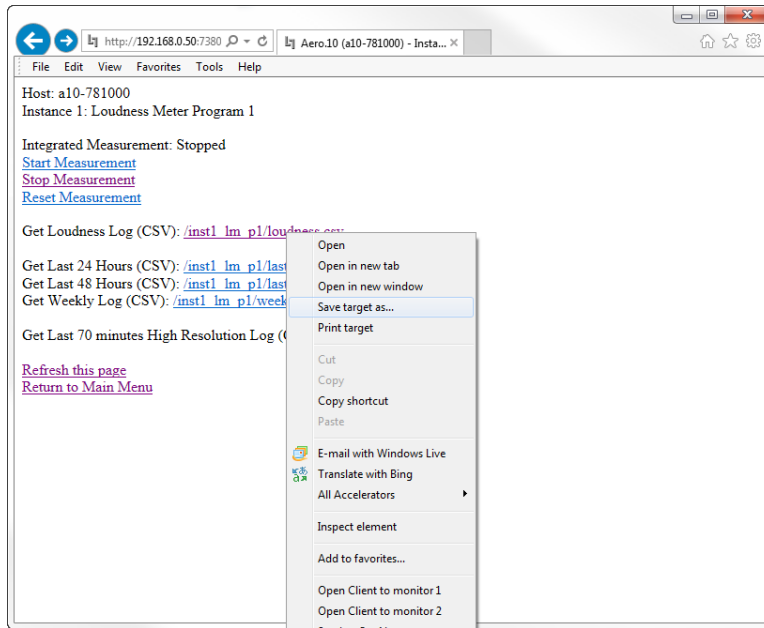 http://192.168.0.50:7380
Aero.10 (a10-781000) - Insta...
File Edit View Favorites Tools Help
Host: a10-781000
Instance 1: Loudness Meter Program 1
Integrated Measurement: Stopped
Start Measurement
Stop Measurement
Reset Measurement
Get Loudness Log (CSV): /inst1_lm_p1/loudness.csv
Get Last 24 Hours (CSV): /inst1_lm_p1/last
Get Last 48 Hours (CSV): /inst1_lm_p1/last
Get Weekly Log (CSV): /inst1_lm_p1/week
Get Last 70 minutes High Resolution Log (
Refresh this page
Return to Main Menu
Open
Open in new tab
Open in new window
Save target as...
Print target
Cut
Copy
Copy shortcut
Paste
E-mail with Windows Live
Translate with Bing
All Accelerators
Inspect element
Add to favorites...
Open Client to monitor 1
Open Client to monitor 2